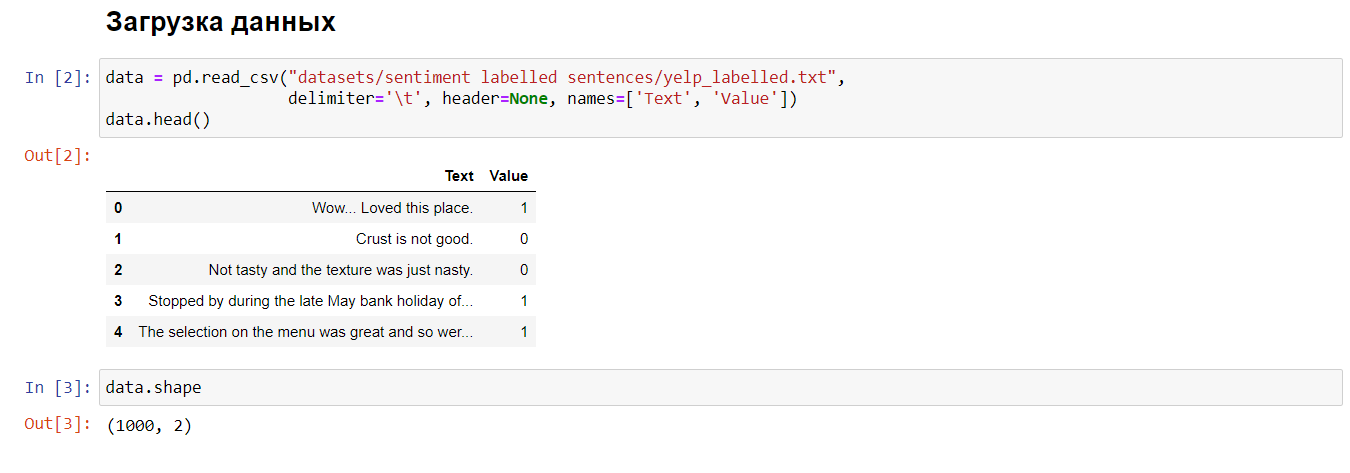 Загрузка данных
In [2]: data = pd.read_csv("datasets/sentiment labelled sentences/yelp_labelled.txt",
delimiter='\t', header=None, names=['Text', 'Value'])
data.head()
Out[2]:
Text Value
0 Wow... Loved this place. 1
1 Crust is not good. 0
2 Not tasty and the texture was just nasty. 0
3 Stopped by during the late May bank holiday of... 1
4 The selection on the menu was great and so wer... 1
In [3]: data.shape
Out[3]: (1000, 2)